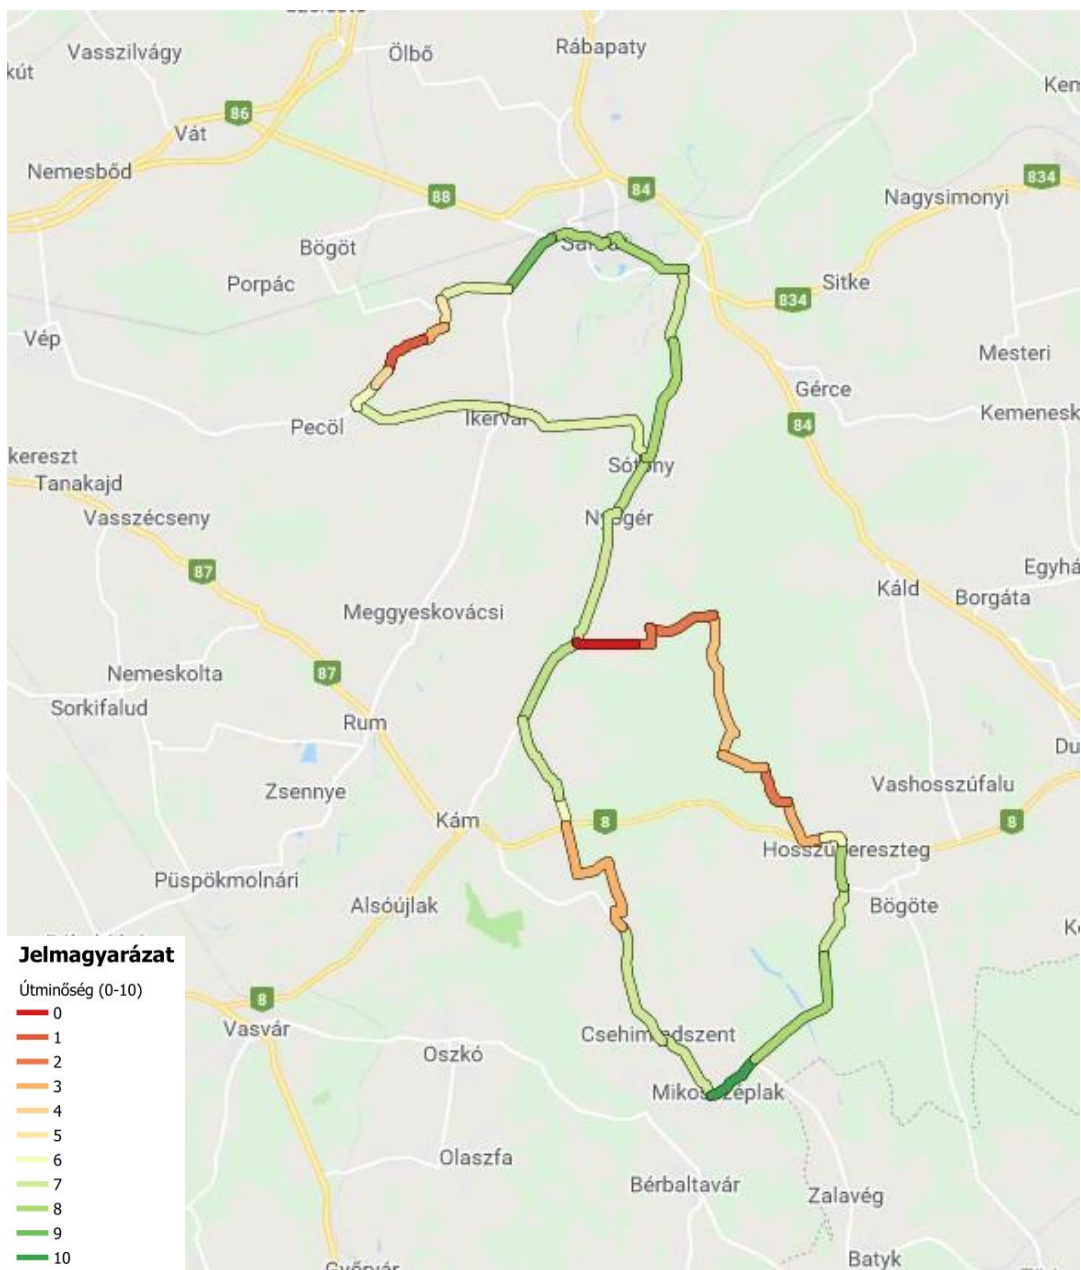 Vasszilvágy
Ölbő
Rábapaty
86
Vát
Nemesbőd
88
84
834
Nagysimonyi
Bögöt
Porpác
Sitke
834
Vép
Mesteri
Gérce
Pecöl
84
Tanakajd
Vasszécseny
87
Káld
Borgáta
Meggyeskovácsi
Nemeskolta
87
Sorkifalud
Rum
Vashosszúfalu
Zsennye
Kám
8
8
Püspökmolnári
Alsóújlak
Bögöte
Jelmagyarázat
Útminőség (0-10)
0
1
2
3
4
5
6
7
8
9
10
8
Vasvár
Oszkó
Olaszfa
Bérbaltavár
Zalavég
Batyk